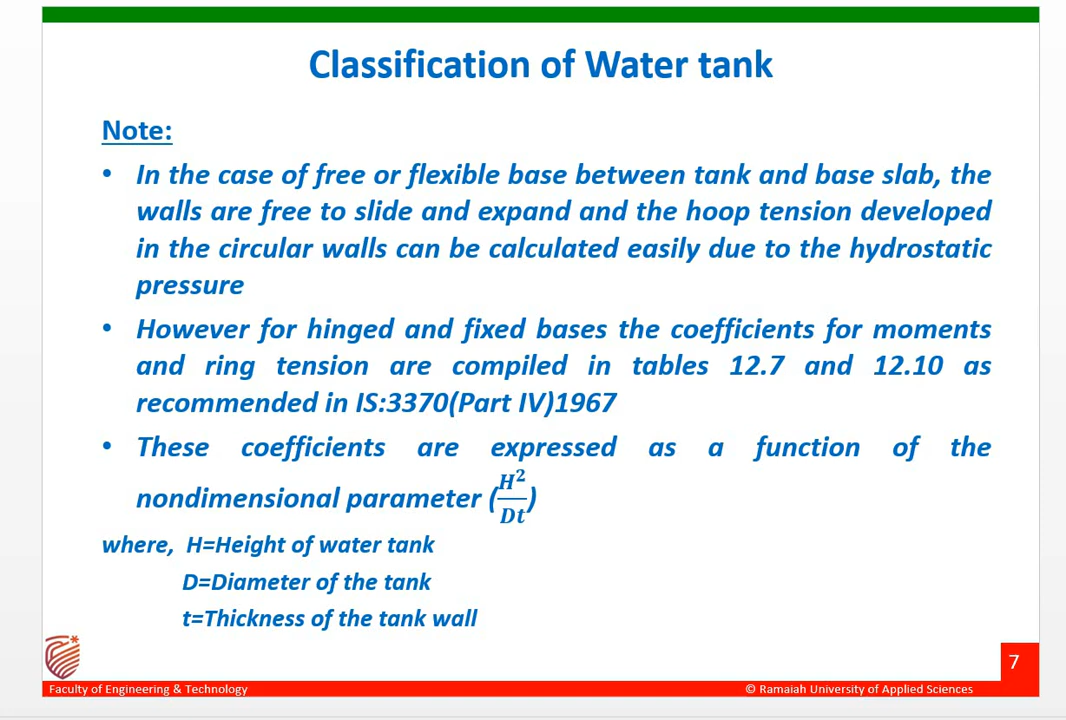 Classification of Water tank
Note:
• In the case of free or flexible base between tank and base slab, the
walls are free to slide and expand and the hoop tension developed
in the circular walls can be calculated easily due to the hydrostatic
pressure
• However for hinged and fixed bases the coefficients for moments
and ring tension are compiled in tables 12.7 and 12.10 as
recommended in IS:3370(Part IV)1967
• These coefficients are expressed as a function of the
nondimensional parameter (H²/Dt)
where, H=Height of water tank
D=Diameter of the tank
t=Thickness of the tank wall
7
Faculty of Engineering & Technology
© Ramaiah University of Applied Sciences